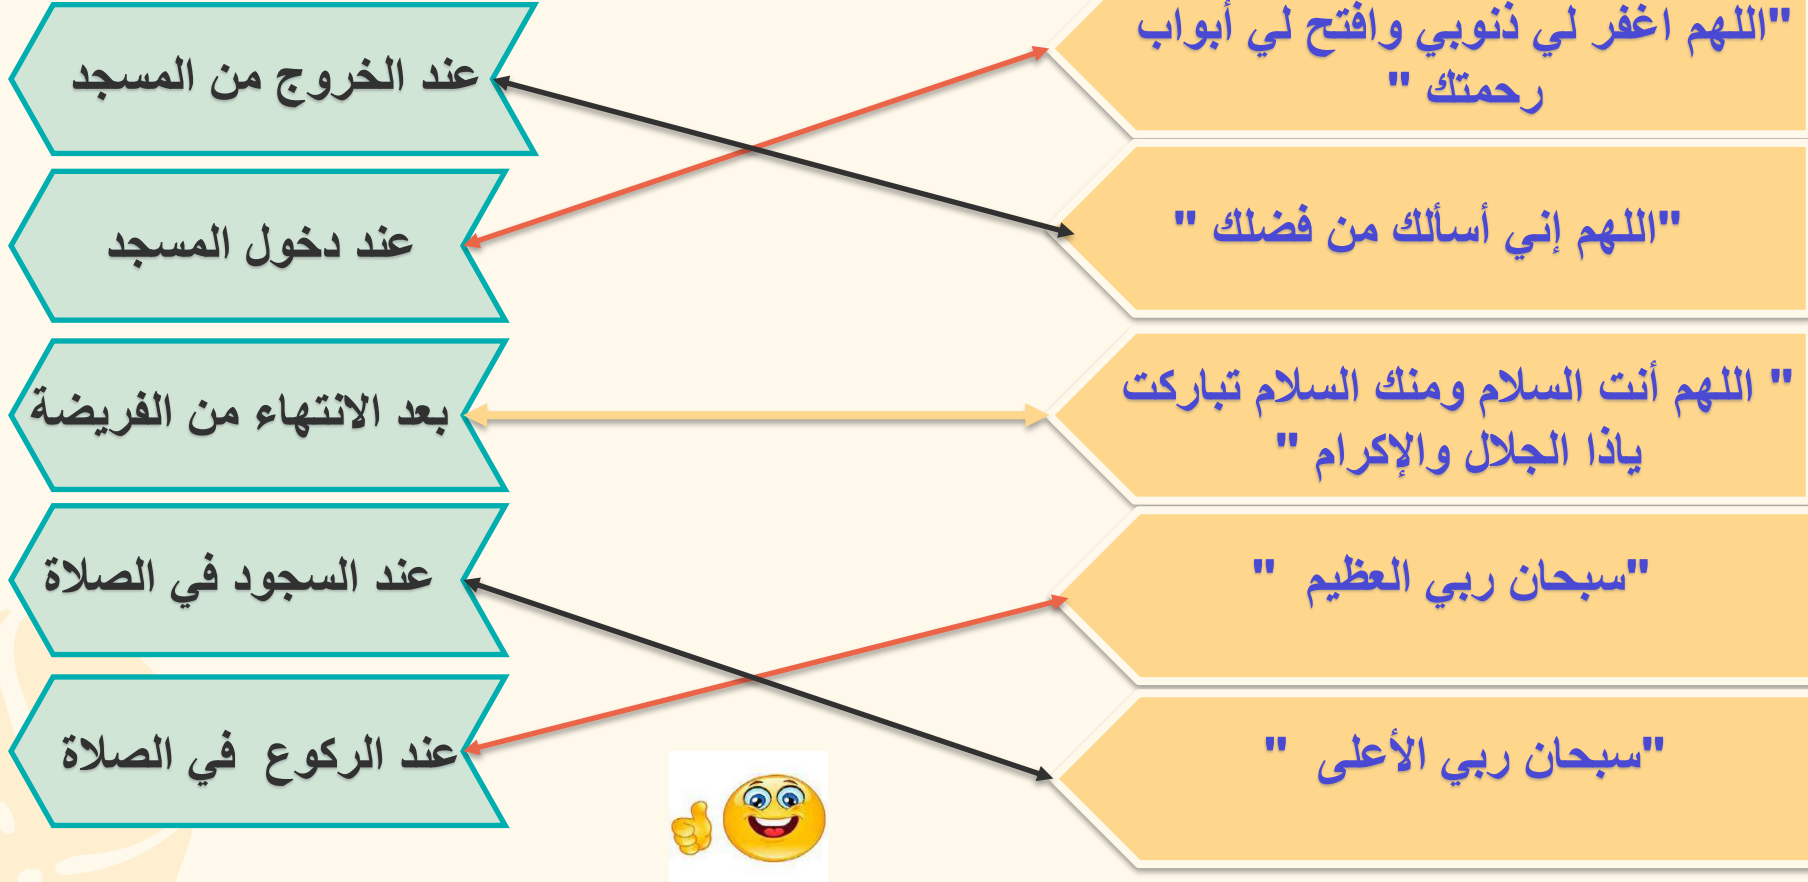 "اللهم اغفر لي ذنوبي وافتح لي أبواب
رحمتك "
عند الخروج من المسجد
"اللهم إني أسألك من فضلك "
عند دخول المسجد
" اللهم أنت السلام ومنك السلام تباركت
ياذا الجلال والإكرام "
بعد الانتهاء من الفريضة
"سبحان ربي العظيم "
عند السجود في الصلاة
"سبحان ربي الأعلى "
عند الركوع في الصلاة